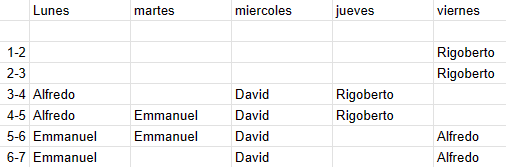 Lunes martes miercoles jueves viernes
1-2 Rigoberto
2-3 Rigoberto
3-4 Alfredo David Rigoberto
4-5 Alfredo Emmanuel David Rigoberto
5-6 Emmanuel Emmanuel David Alfredo
6-7 Emmanuel David Alfredo